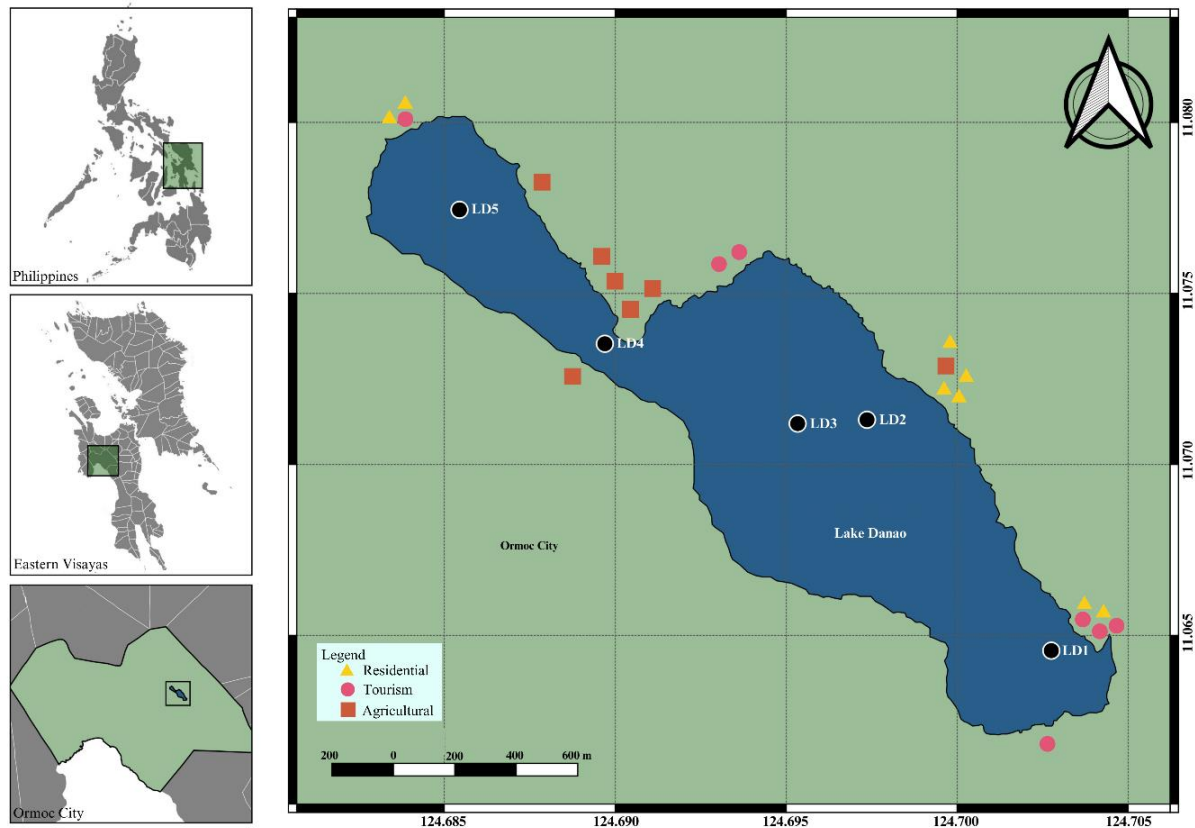 Philippines
Eastern Visayas
Ormoc City
LD5
LD4
LD3
LD2
LD1
Lake Danao
Ormoc City
Legend
Residential
Tourism
Agricultural
200 0 200 400 600 m
11.080
11.075
11.070
11.065
124.685 124.690 124.695 124.700 124.705